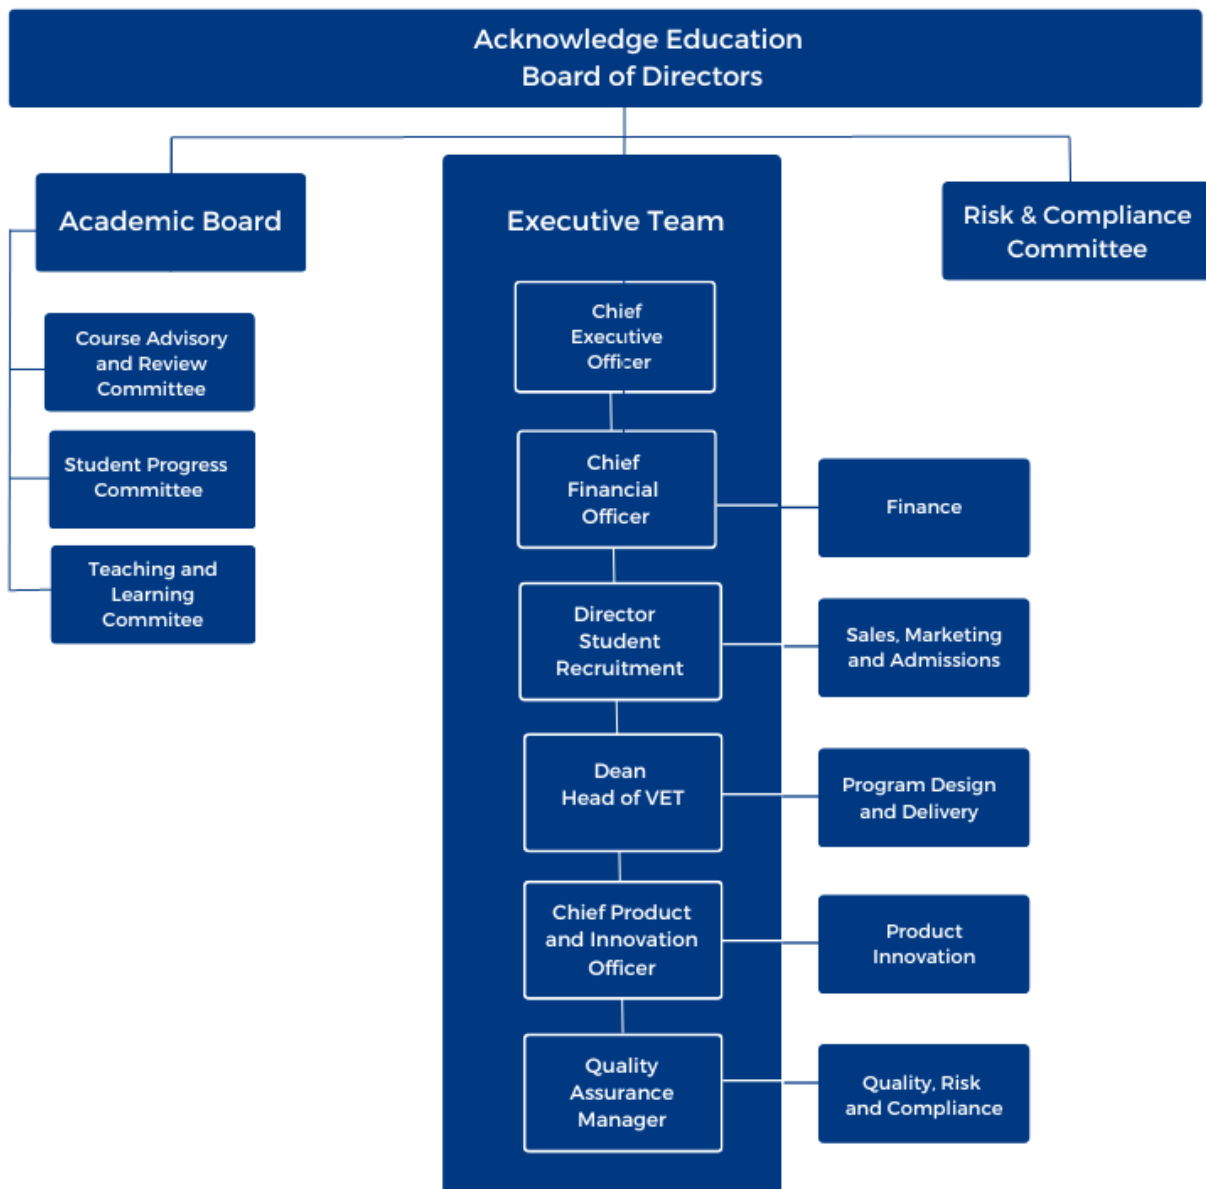 Acknowledge Education
Board of Directors
Academic Board
Executive Team
Risk & Compliance
Committee
Course Advisory
and Review
Committee
Student Progress
Committee
Teaching and
Learning
Commitee
Chief
Executive
Officer
Chief
Financial
Officer
Finance
Director
Student
Recruitment
Sales, Marketing
and Admissions
Dean
Head of VET
Program Design
and Delivery
Chief Product
and Innovation
Officer
Product
Innovation
Quality
Assurance
Manager
Quality, Risk
and Compliance